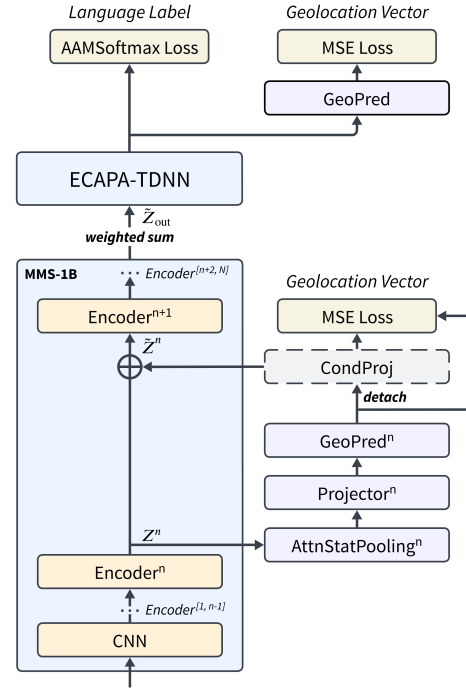 Language Label
Geolocation Vector
AAMSoftmax Loss
MSE Loss
GeoPred
ECAPA-TDNN
Z̃out
weighted sum
MMS-1B
... Encoder[n+2, N]
Geolocation Vector
Encoderⁿ⁺¹
MSE Loss
Z̃ⁿ
CondProj
detach
GeoPredⁿ
Projectorⁿ
Zⁿ
AttnStatPoolingⁿ
Encoderⁿ
... Encoder[1, n-1]
CNN